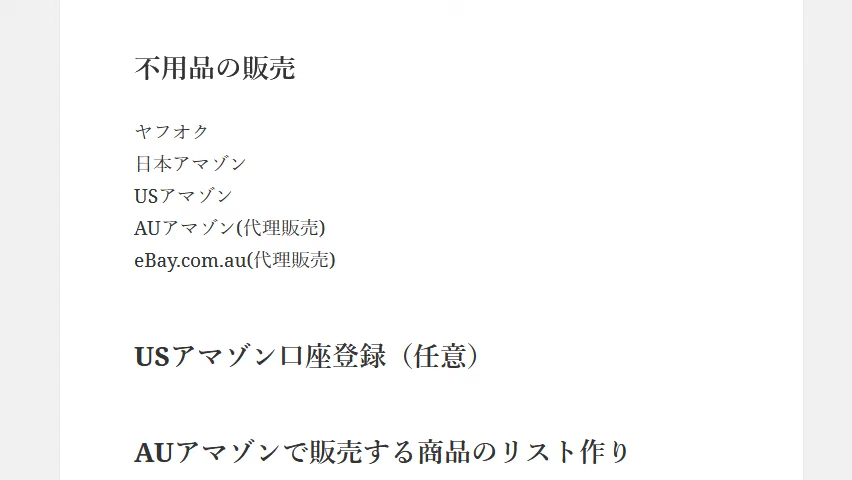 不用品の販売
ヤフオク
日本アマゾン
USアマゾン
AUアマゾン(代理販売)
eBay.com.au(代理販売)
USアマゾン口座登録（任意）
AUアマゾンで販売する商品のリスト作り